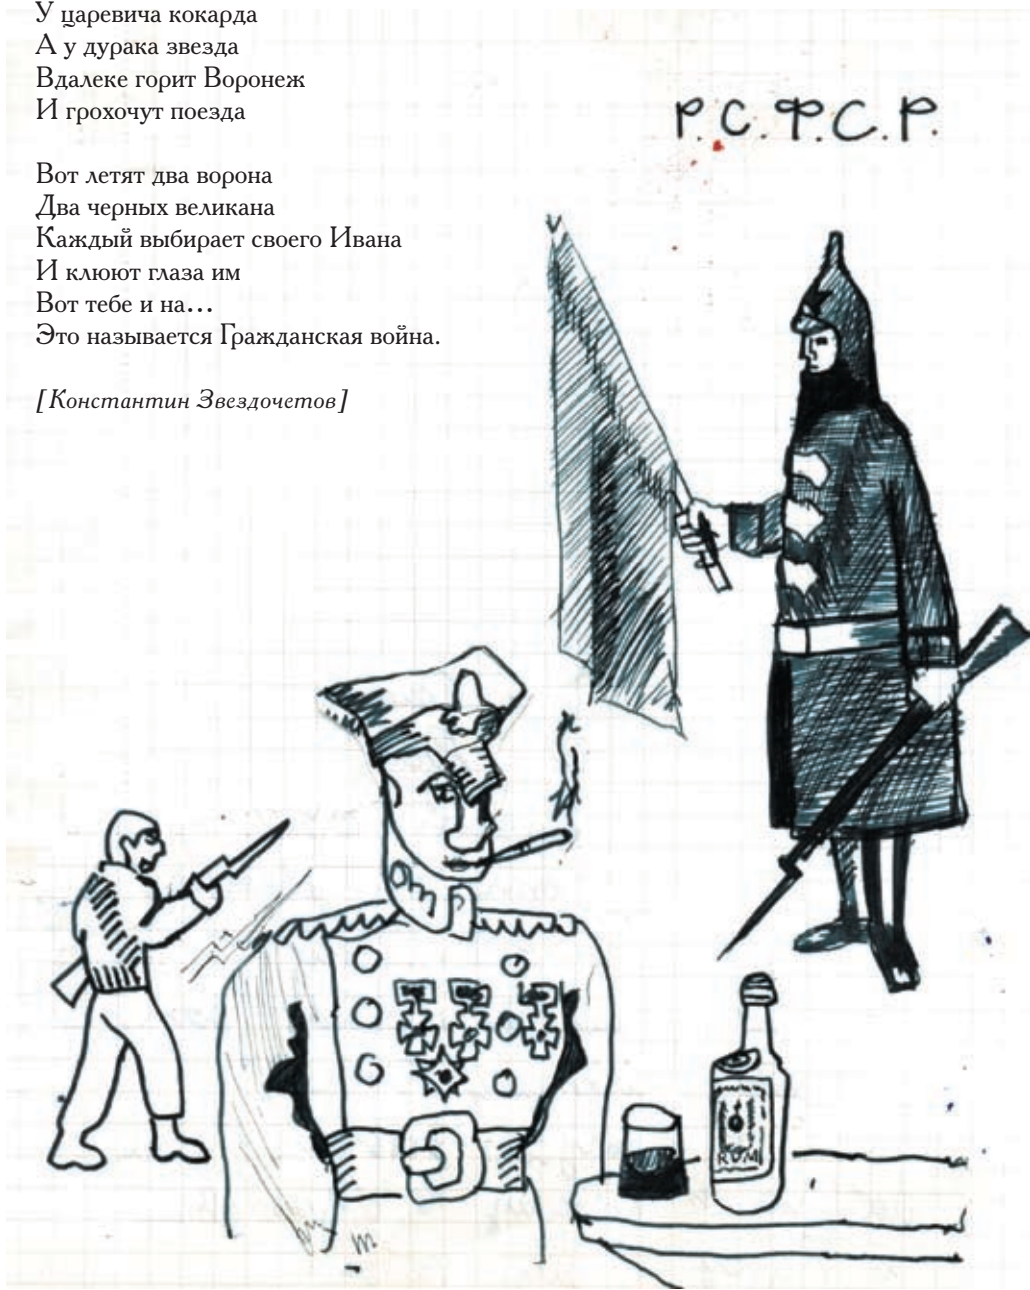 У царевича кокарда
А у дурака звезда
Вдалеке горит Воронеж
И грохочут поезда

Вот летят два ворона
Два черных великана
Каждый выбирает своего Ивана
И клюют глаза им
Вот тебе и на...
Это называется Гражданская война.

[Константин Звездочетов]

Р. С. Ф. С. Р.
RUM